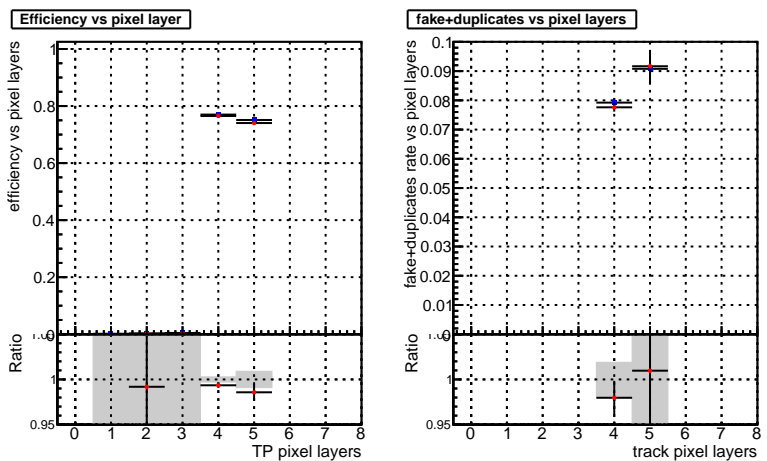 Efficiency vs pixel layer
efficiency vs pixel layers
1
0.8
0.6
0.4
0.2
Ratio
1
0.95
0 1 2 3 4 5 6 7 8
TP pixel layers
fake+duplicates vs pixel layers
fake+duplicates rate vs pixel layers
0.1
0.09
0.08
0.07
0.06
0.05
0.04
0.03
0.02
0.01
Ratio
1
0.95
0 1 2 3 4 5 6 7 8
track pixel layers